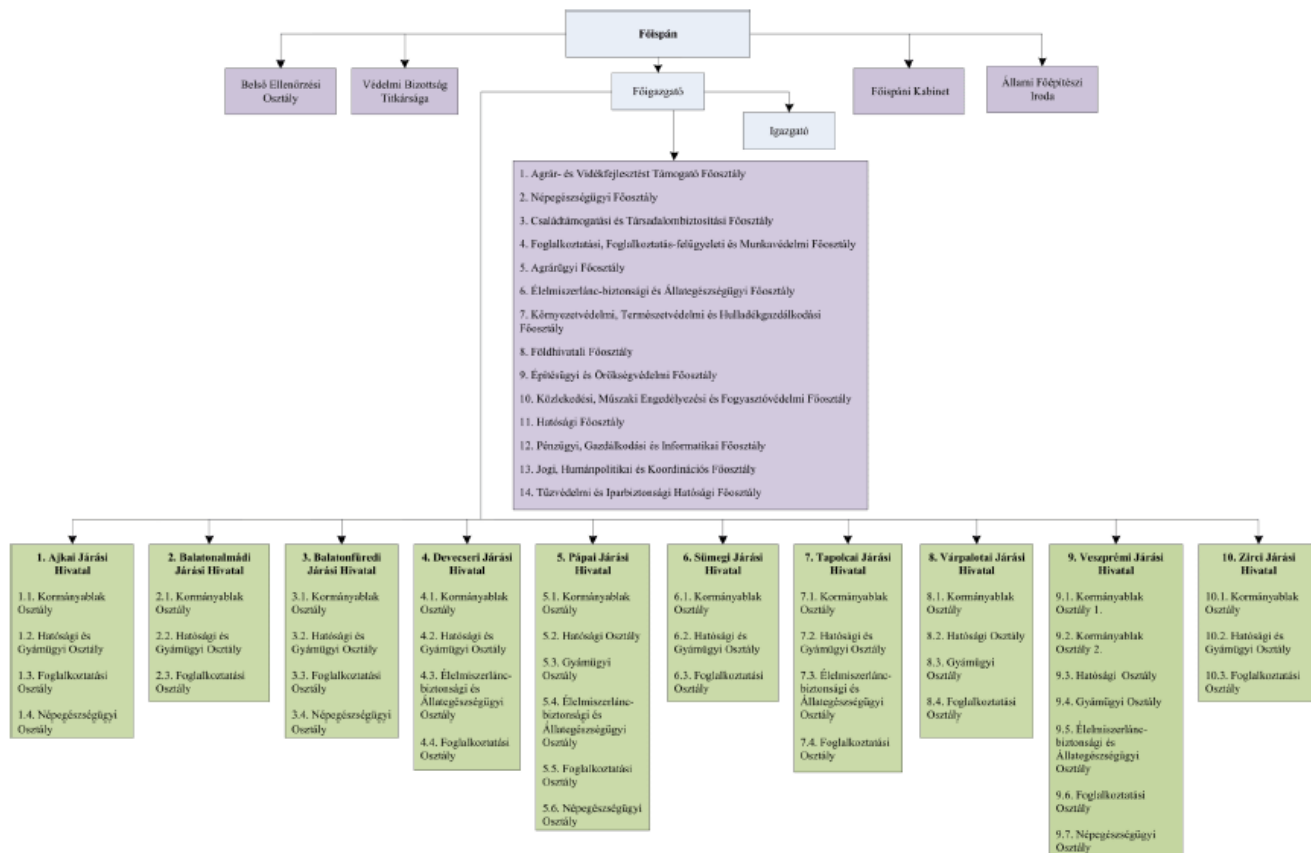 Főispán
Belső Ellenőrzési
Osztály
Védelmi Bizottság
Titkársága
Főispáni Kabinet
Állami Főépítészi
Iroda
Főigazgató
Igazgató
1. Agrár- és Vidékfejlesztést Támogató Főosztály
2. Népegészségügyi Főosztály
3. Családtámogatási és Társadalombiztosítási Főosztály
4. Foglalkoztatási, Foglalkoztatás-felügyeleti és Munkavédelmi Főosztály
5. Agrárügyi Főosztály
6. Élelmiszerlánc-biztonsági és Állategészségügyi Főosztály
7. Környezetvédelmi, Természetvédelmi és Hulladékgazdálkodási
Főosztály
8. Földhivatali Főosztály
9. Építésügyi és Örökségvédelmi Főosztály
10. Közlekedési, Műszaki Engedélyezési és Fogyasztóvédelmi Főosztály
11. Hatósági Főosztály
12. Pénzügyi, Gazdálkodási és Informatikai Főosztály
13. Jogi, Humánpolitikai és Koordinációs Főosztály
14. Tűzvédelmi és Iparbiztonsági Hatósági Főosztály
1. Ajkai Járási
Hivatal
1.1. Kormányablak
Osztály
1.2. Hatósági és
Gyámügyi Osztály
1.3. Foglalkoztatási
Osztály
1.4. Népegészségügyi
Osztály
2. Balatonalmádi
Járási Hivatal
2.1. Kormányablak
Osztály
2.2. Hatósági és
Gyámügyi Osztály
2.3. Foglalkoztatási
Osztály
3. Balatonfüredi
Járási Hivatal
3.1. Kormányablak
Osztály
3.2. Hatósági és
Gyámügyi Osztály
3.3. Foglalkoztatási
Osztály
3.4. Népegészségügyi
Osztály
4. Devecseri Járási
Hivatal
4.1. Kormányablak
Osztály
4.2. Hatósági és
Gyámügyi Osztály
4.3. Élelmiszerlánc-
biztonsági és
Állategészségügyi
Osztály
4.4. Foglalkoztatási
Osztály
5. Pápai Járási
Hivatal
5.1. Kormányablak
Osztály
5.2. Hatósági Osztály
5.3. Gyámügyi
Osztály
5.4. Élelmiszerlánc-
biztonsági és
Állategészségügyi
Osztály
5.5. Foglalkoztatási
Osztály
5.6. Népegészségügyi
Osztály
6. Sümegi Járási
Hivatal
6.1. Kormányablak
Osztály
6.2. Hatósági és
Gyámügyi Osztály
6.3. Foglalkoztatási
Osztály
7. Tapolcai Járási
Hivatal
7.1. Kormányablak
Osztály
7.2. Hatósági és
Gyámügyi Osztály
7.3. Élelmiszerlánc-
biztonsági és
Állategészségügyi
Osztály
7.4. Foglalkoztatási
Osztály
8. Várpalotai Járási
Hivatal
8.1. Kormányablak
Osztály
8.2. Hatósági Osztály
8.3. Gyámügyi
Osztály
8.4. Foglalkoztatási
Osztály
9. Veszprémi Járási
Hivatal
9.1. Kormányablak
Osztály 1.
9.2. Kormányablak
Osztály 2.
9.3. Hatósági Osztály
9.4. Gyámügyi Osztály
9.5. Élelmiszerlánc-
biztonsági és
Állategészségügyi
Osztály
9.6. Foglalkoztatási
Osztály
9.7. Népegészségügyi
Osztály
10. Zirci Járási
Hivatal
10.1. Kormányablak
Osztály
10.2. Hatósági és
Gyámügyi Osztály
10.3. Foglalkoztatási
Osztály